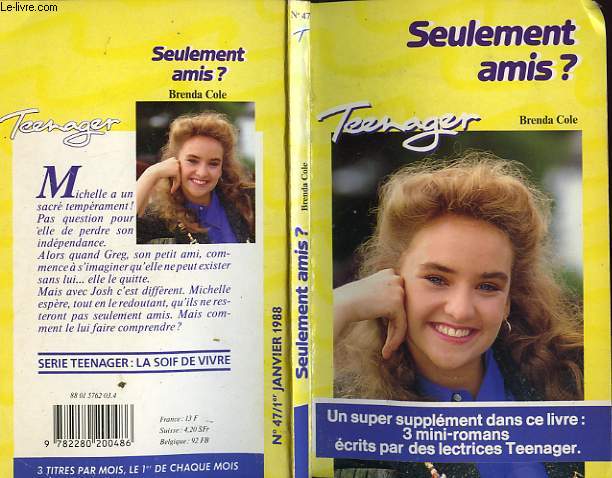 Le-livre.com
Seulement
amis ?
Brenda Cole
Teenager
Michelle a un
sacré tempérament !
Pas question pour
elle de perdre son
indépendance.
Alors quand Greg, son petit ami, com-
mence à s'imaginer qu'elle ne peut exister
sans lui... elle le quitte.
Mais avec Josh c'est différent. Michelle
espère, tout en le redoutant, qu'ils ne res-
teront pas seulement amis. Mais com-
ment le lui faire comprendre ?
SERIE TEENAGER : LA SOIF DE VIVRE
88 01 3762 03.4
9 782280 200486
France : 13 F
Suisse : 4,20 SFr
Belgique : 92 FB
3 TITRES PAR MOIS, LE 1er DE CHAQUE MOIS
N° 47
Brenda Cole
Seulement amis ?
N° 47/1er JANVIER 1988
Seulement
amis ?
Teenager
Brenda Cole
Un super supplément dans ce livre :
3 mini-romans
écrits par des lectrices Teenager.